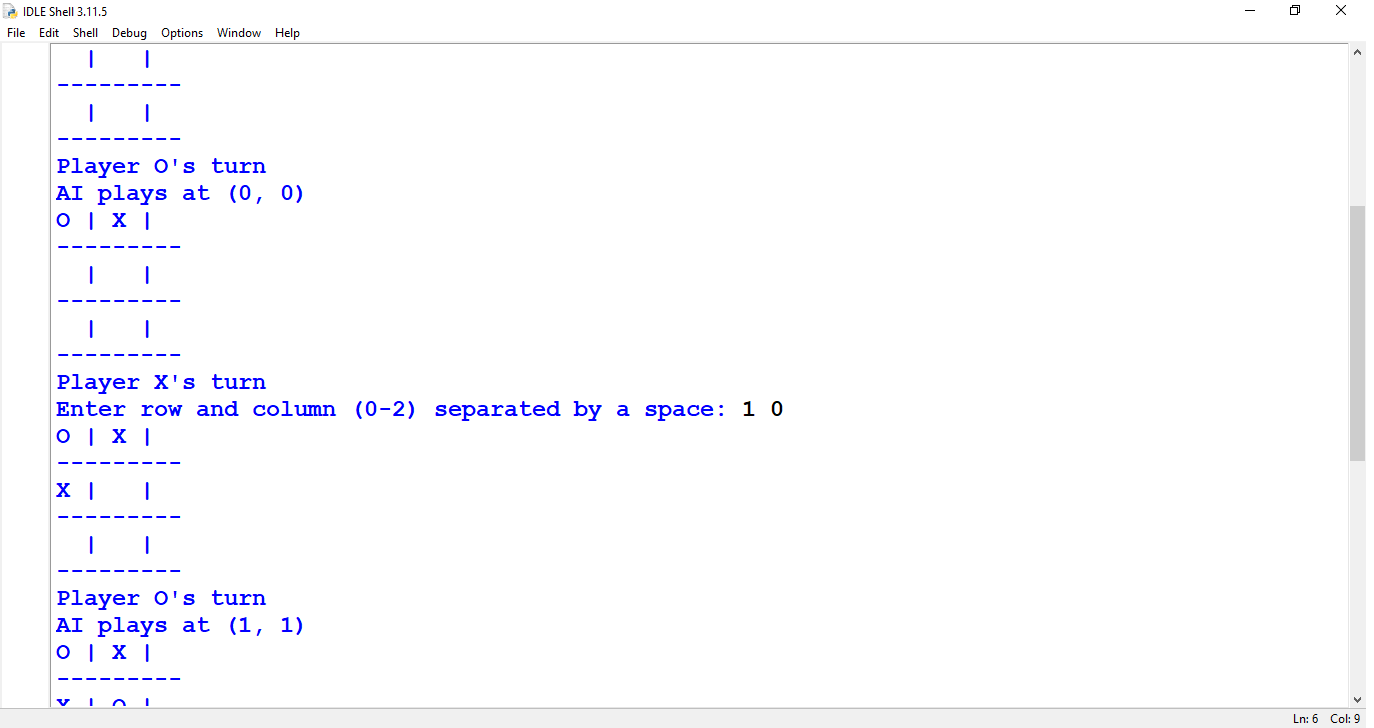 IDLE Shell 3.11.5
File Edit Shell Debug Options Window Help
  |   |
---------
  |   |
---------
Player O's turn
AI plays at (0, 0)
O | X |
---------
  |   |
---------
  |   |
---------
Player X's turn
Enter row and column (0-2) separated by a space: 1 0
O | X |
---------
X |   |
---------
  |   |
---------
Player O's turn
AI plays at (1, 1)
O | X |
---------
X | O |
Ln: 6 Col: 9